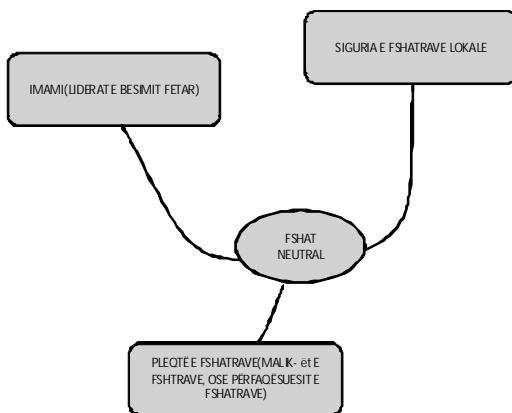 SIGURIA E FSHATRAVE LOKALE
IMAMI(LIDERAT E BESIMIT FETAR)
FSHAT
NEUTRAL
PLEQTË E FSHATRAVE(MALIK- ët E
FSHTRAVE, OSE PËRFAQËSUESIT E
FSHATRAVE)